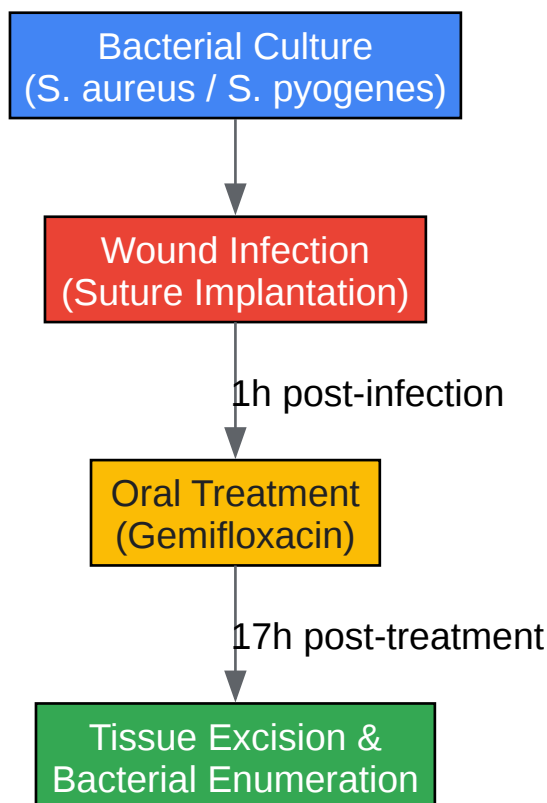 Bacterial Culture
(S. aureus / S. pyogenes)
Wound Infection
(Suture Implantation)
1h post-infection
Oral Treatment
(Gemifloxacin)
17h post-treatment
Tissue Excision &
Bacterial Enumeration